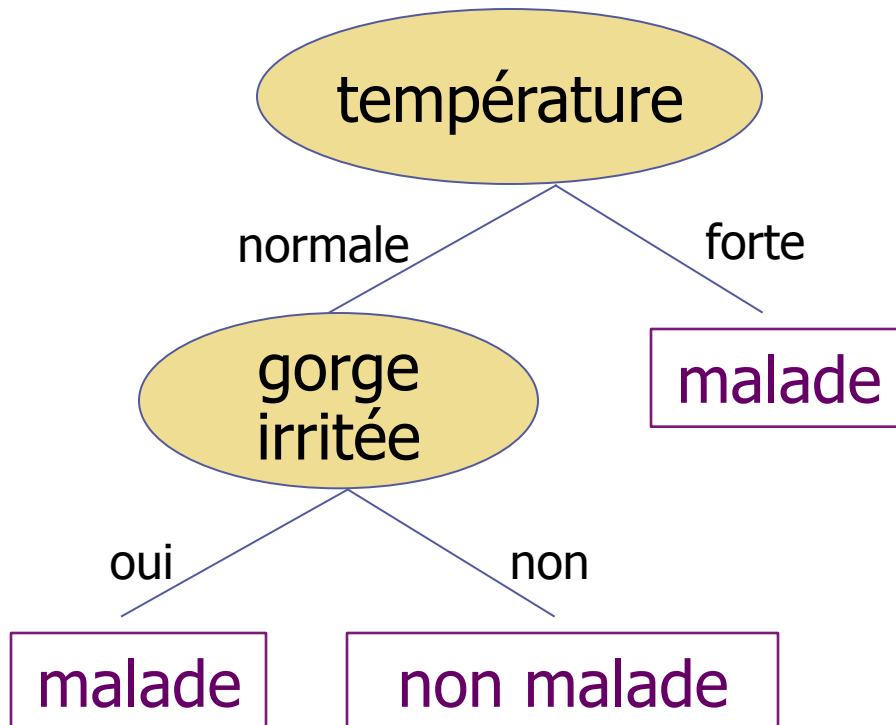 température
normale
forte
gorge
irritée
malade
oui
non
malade
non malade